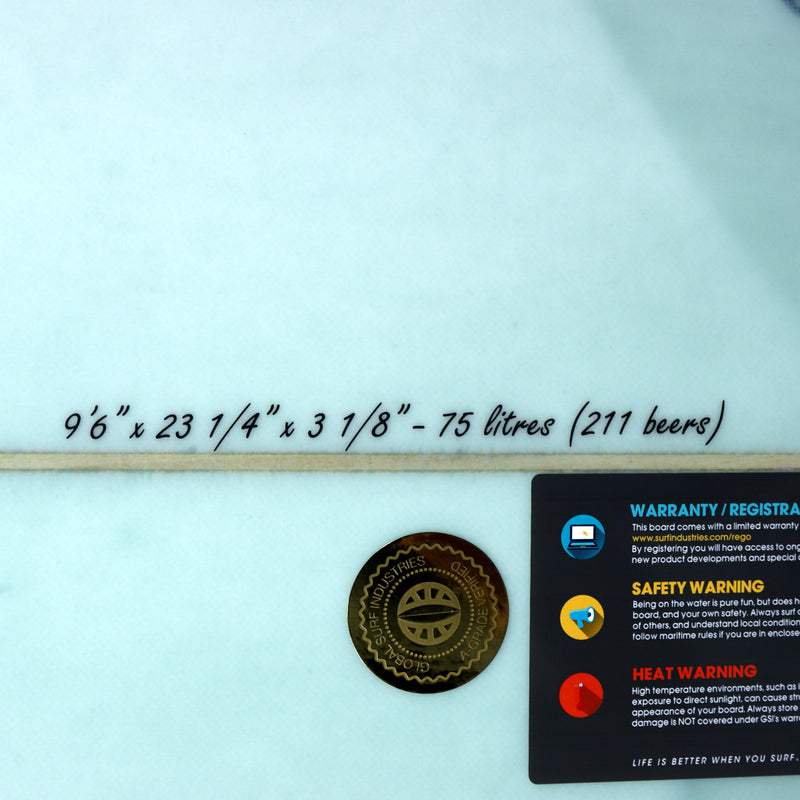 9'6" x 23 1/4" x 3 1/8" - 75 litres (211 beers)
GLOBAL SURF INDUSTRIES
'A' GRADE VERIFIED
WARRANTY / REGISTRA
This board comes with a limited warranty
www.surfindustries.com/rego
By registering you will have access to ong
new product developments and special
SAFETY WARNING
Being on the water is pure fun, but does h
board, and your own safety. Always surf
of others, and understand local condition
follow maritime rules if you are in enclose
HEAT WARNING
High temperature environments, such as
exposure to direct sunlight, can cause str
appearance of your board. Always store
damage is NOT covered under GSI's warr
LIFE IS BETTER WHEN YOU SURF.